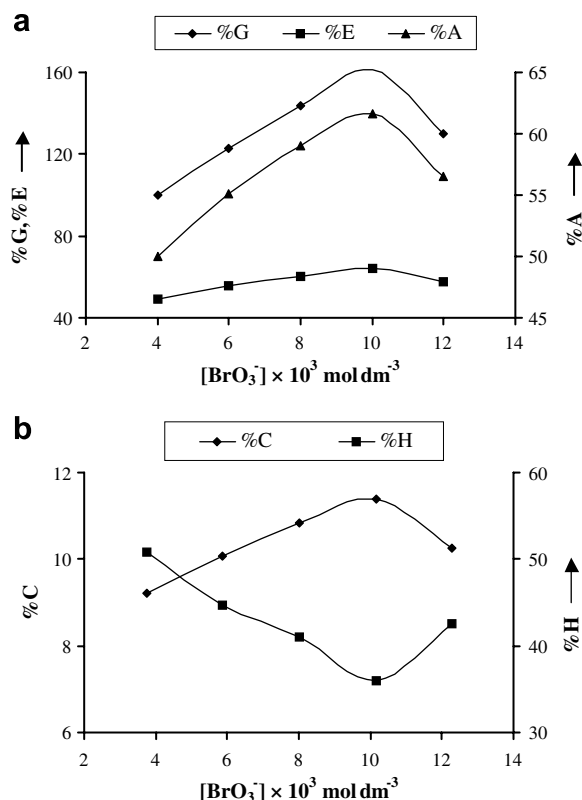 a
%G %E %A
160
120
80
40
65
60
55
50
45
%G,%E
%A
2 4 6 8 10 12 14
[BrO₃⁻] × 10³ mol dm⁻³
b
%C %H
12
10
8
6
60
50
40
30
%C
%H
2 4 6 8 10 12 14
[BrO₃⁻] × 10³ mol dm⁻³